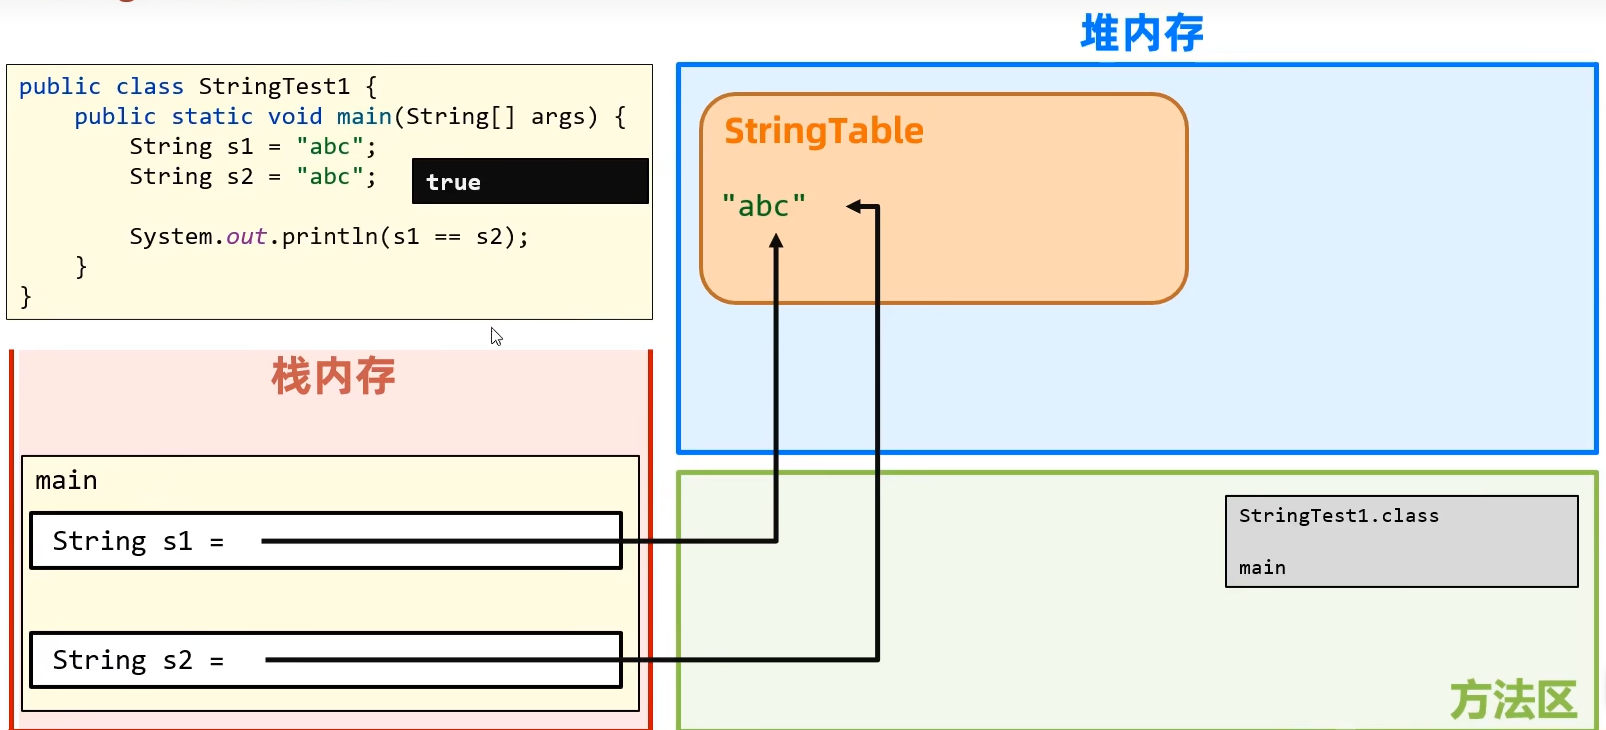 堆内存
public class StringTest1 {
    public static void main(String[] args) {
        String s1 = "abc";
        String s2 = "abc";
true
        System.out.println(s1 == s2);
    }
}
StringTable
"abc"
栈内存
main
String s1 =
String s2 =
StringTest1.class
main
方法区